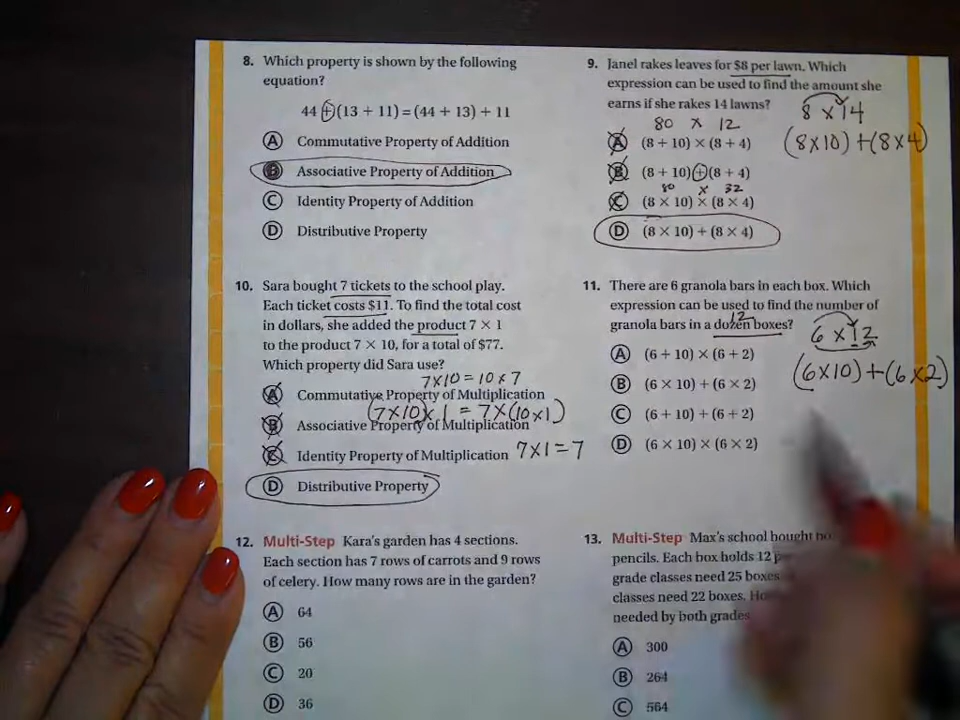 8. Which property is shown by the following
equation?
44 + (13 + 11) = (44 + 13) + 11
A Commutative Property of Addition
B Associative Property of Addition
C Identity Property of Addition
D Distributive Property
9. Janel rakes leaves for $8 per lawn. Which
expression can be used to find the amount she
earns if she rakes 14 lawns?
8 x 14
(8x10) + (8x4)
80 x 12
A (8 + 10) × (8 + 4)
B (8 + 10) + (8 + 4)
80 x 32
C (8 × 10) × (8 × 4)
D (8 × 10) + (8 × 4)
10. Sara bought 7 tickets to the school play.
Each ticket costs $11. To find the total cost
in dollars, she added the product 7 × 1
to the product 7 × 10, for a total of $77.
Which property did Sara use?
7x10 = 10x7
A Commutative Property of Multiplication
(7x10)x1 = 7x(10x1)
B Associative Property of Multiplication
C Identity Property of Multiplication 7x1=7
D Distributive Property
11. There are 6 granola bars in each box. Which
expression can be used to find the number of
12
granola bars in a dozen boxes?
6 x 12
(6x10)+(6x2)
A (6 + 10) × (6 + 2)
B (6 × 10) + (6 × 2)
C (6 + 10) + (6 + 2)
D (6 × 10) × (6 × 2)
12. Multi-Step Kara's garden has 4 sections.
Each section has 7 rows of carrots and 9 rows
of celery. How many rows are in the garden?
A 64
B 56
C 20
D 36
13. Multi-Step Max's school bought
pencils. Each box holds 12
grade classes need 25 boxes.
classes need 22 boxes.
needed by both grades
A 300
B 264
C 564